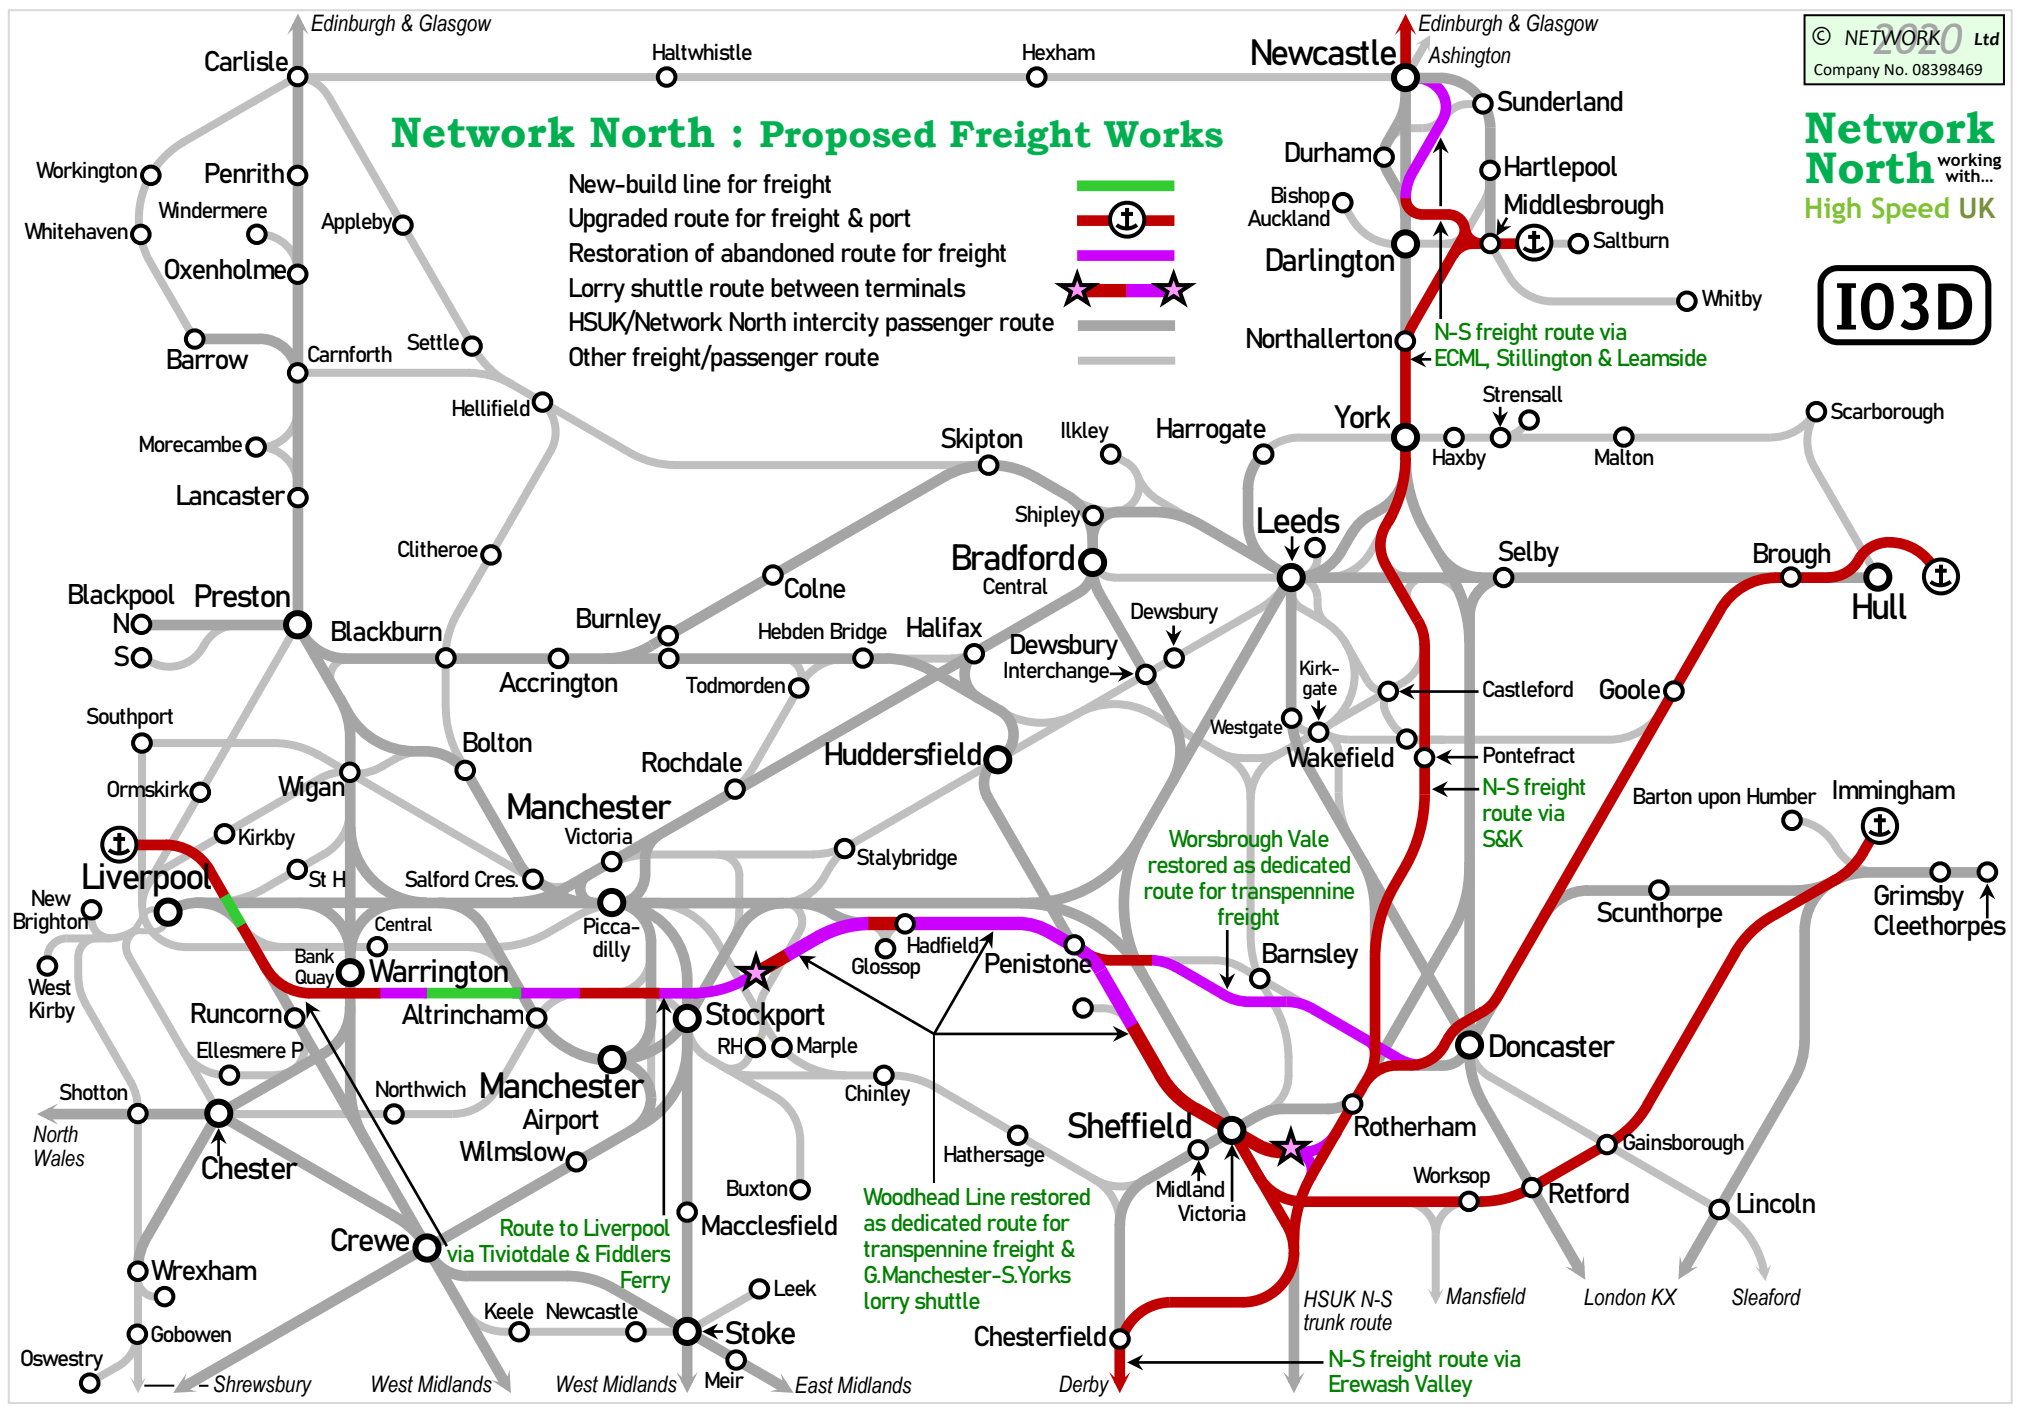 Edinburgh & Glasgow
Edinburgh & Glasgow
Ashington
© NETWORK 2020 Ltd
Company No. 08398469
Carlisle
Haltwhistle
Hexham
Newcastle
Sunderland
Network North : Proposed Freight Works
New-build line for freight
Upgraded route for freight & port
Restoration of abandoned route for freight
Lorry shuttle route between terminals
HSUK/Network North intercity passenger route
Other freight/passenger route
Network
North working
with...
High Speed UK
I03D
Workington
Penrith
Durham
Hartlepool
Windermere
Appleby
Bishop
Auckland
Middlesbrough
Whitehaven
Saltburn
Oxenholme
Darlington
Whitby
Barrow
Carnforth
Settle
Northallerton
N-S freight route via
ECML, Stillington & Leamside
Hellifield
Strensall
Scarborough
Morecambe
Skipton
Ilkley
Harrogate
York
Haxby
Malton
Lancaster
Shipley
Leeds
Clitheroe
Bradford
Central
Selby
Brough
Hull
Blackpool
N
S
Preston
Colne
Blackburn
Burnley
Hebden Bridge
Halifax
Dewsbury
Dewsbury
Interchange
Accrington
Todmorden
Kirk-
gate
Castleford
Goole
Southport
Bolton
Westgate
Wakefield
Pontefract
Rochdale
Huddersfield
Ormskirk
Wigan
N-S freight
route via
S&K
Manchester
Victoria
Barton upon Humber
Immingham
Kirkby
Worsbrough Vale
restored as dedicated
route for transpennine
freight
Stalybridge
Liverpool
St H
Salford Cres.
New
Brighton
Central
Picca-
dilly
Scunthorpe
Grimsby
Cleethorpes
Hadfield
Glossop
Penistone
Barnsley
Bank
Quay
Warrington
West
Kirby
Runcorn
Altrincham
Stockport
RH
Marple
Doncaster
Ellesmere P
Manchester
Airport
Shotton
Northwich
Chinley
North
Wales
Chester
Wilmslow
Hathersage
Sheffield
Rotherham
Gainsborough
Midland
Victoria
Worksop
Retford
Lincoln
Buxton
Macclesfield
Woodhead Line restored
as dedicated route for
transpennine freight &
G.Manchester-S.Yorks
lorry shuttle
Crewe
Route to Liverpool
via Tiviotdale & Fiddlers
Ferry
Wrexham
Leek
Keele
Newcastle
Stoke
Gobowen
Chesterfield
HSUK N-S
trunk route
Mansfield
London KX
Sleaford
Oswestry
Meir
N-S freight route via
Erewash Valley
Shrewsbury
West Midlands
West Midlands
East Midlands
Derby